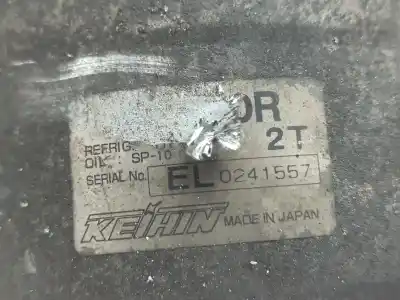 OR
REFRIG
2T
OIL : SP-10
SERIAL No. EL 0241557
KEIHIN MADE IN JAPAN